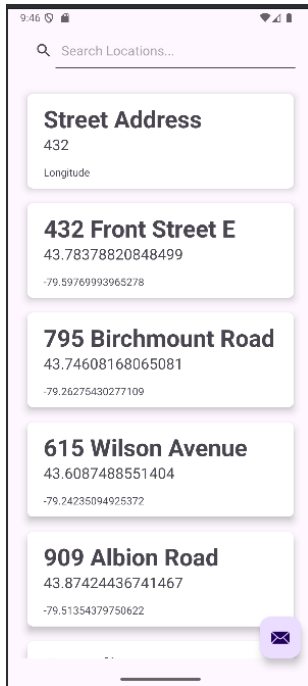 9:46
Search Locations...
Street Address
432
Longitude
432 Front Street E
43.78378820848499
-79.59769993965278
795 Birchmount Road
43.74608168065081
-79.26275430277109
615 Wilson Avenue
43.6087488551404
-79.24235094925372
909 Albion Road
43.87424436741467
-79.51354379750622